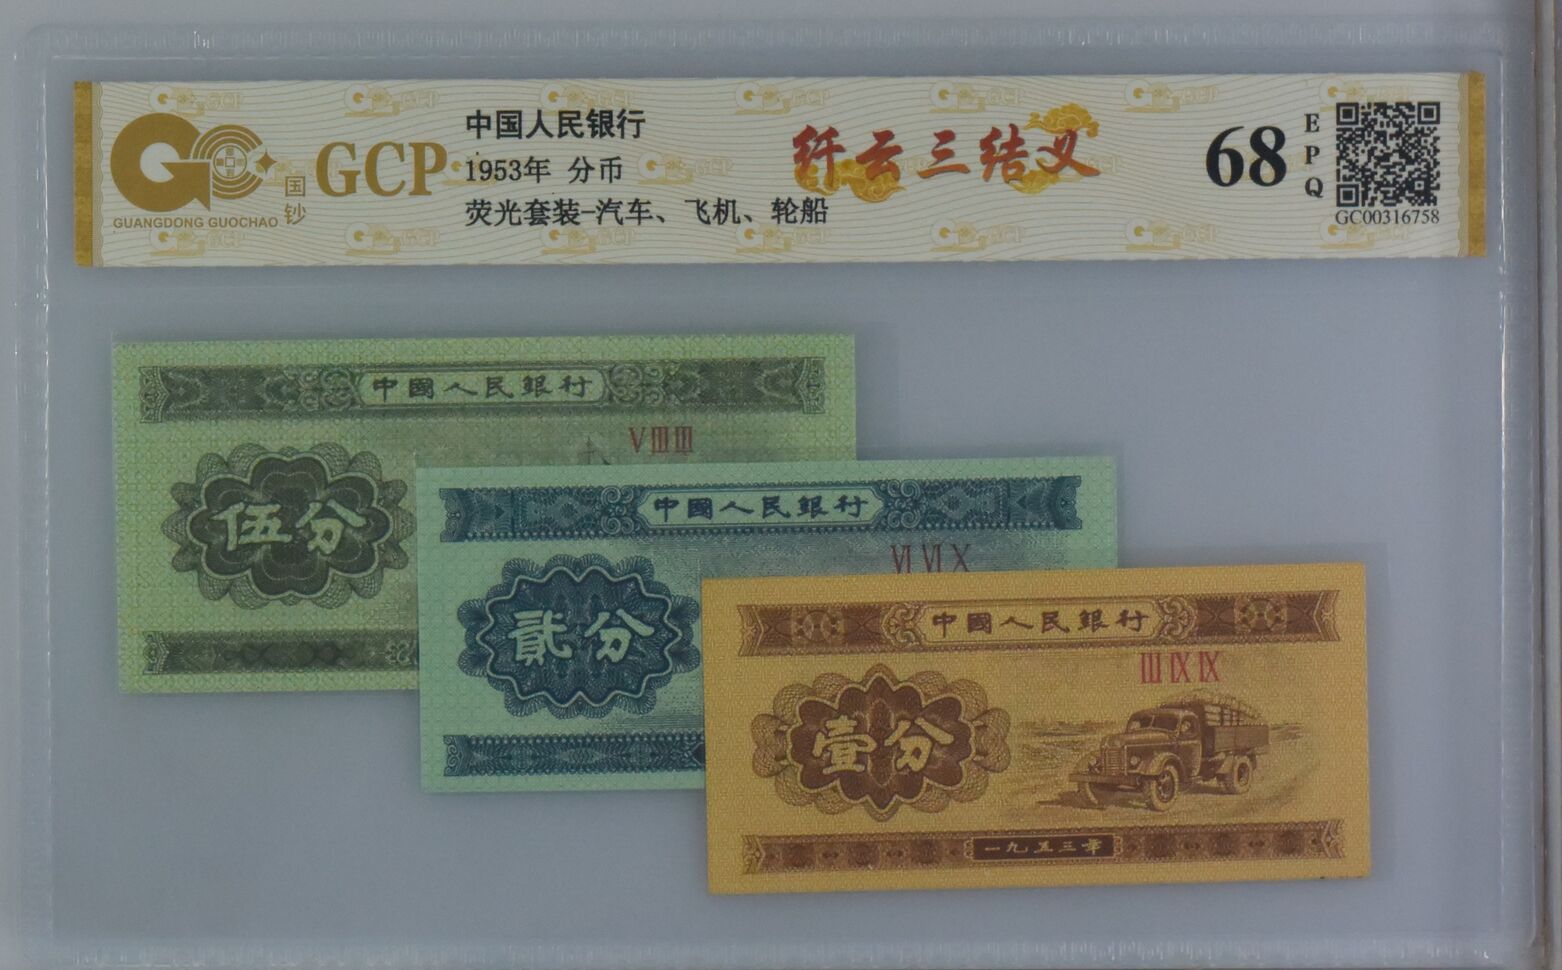 GCP
GUANGDONG GUOCHAO
国钞
中国人民银行
1953年 分币
荧光套装-汽车、飞机、轮船
纤云三结义
68
EPQ
GC00316758
中國人民銀行
V III III
伍分
中國人民銀行
VI VI X
貳分
中國人民銀行
III IX IX
壹分
一九五三年